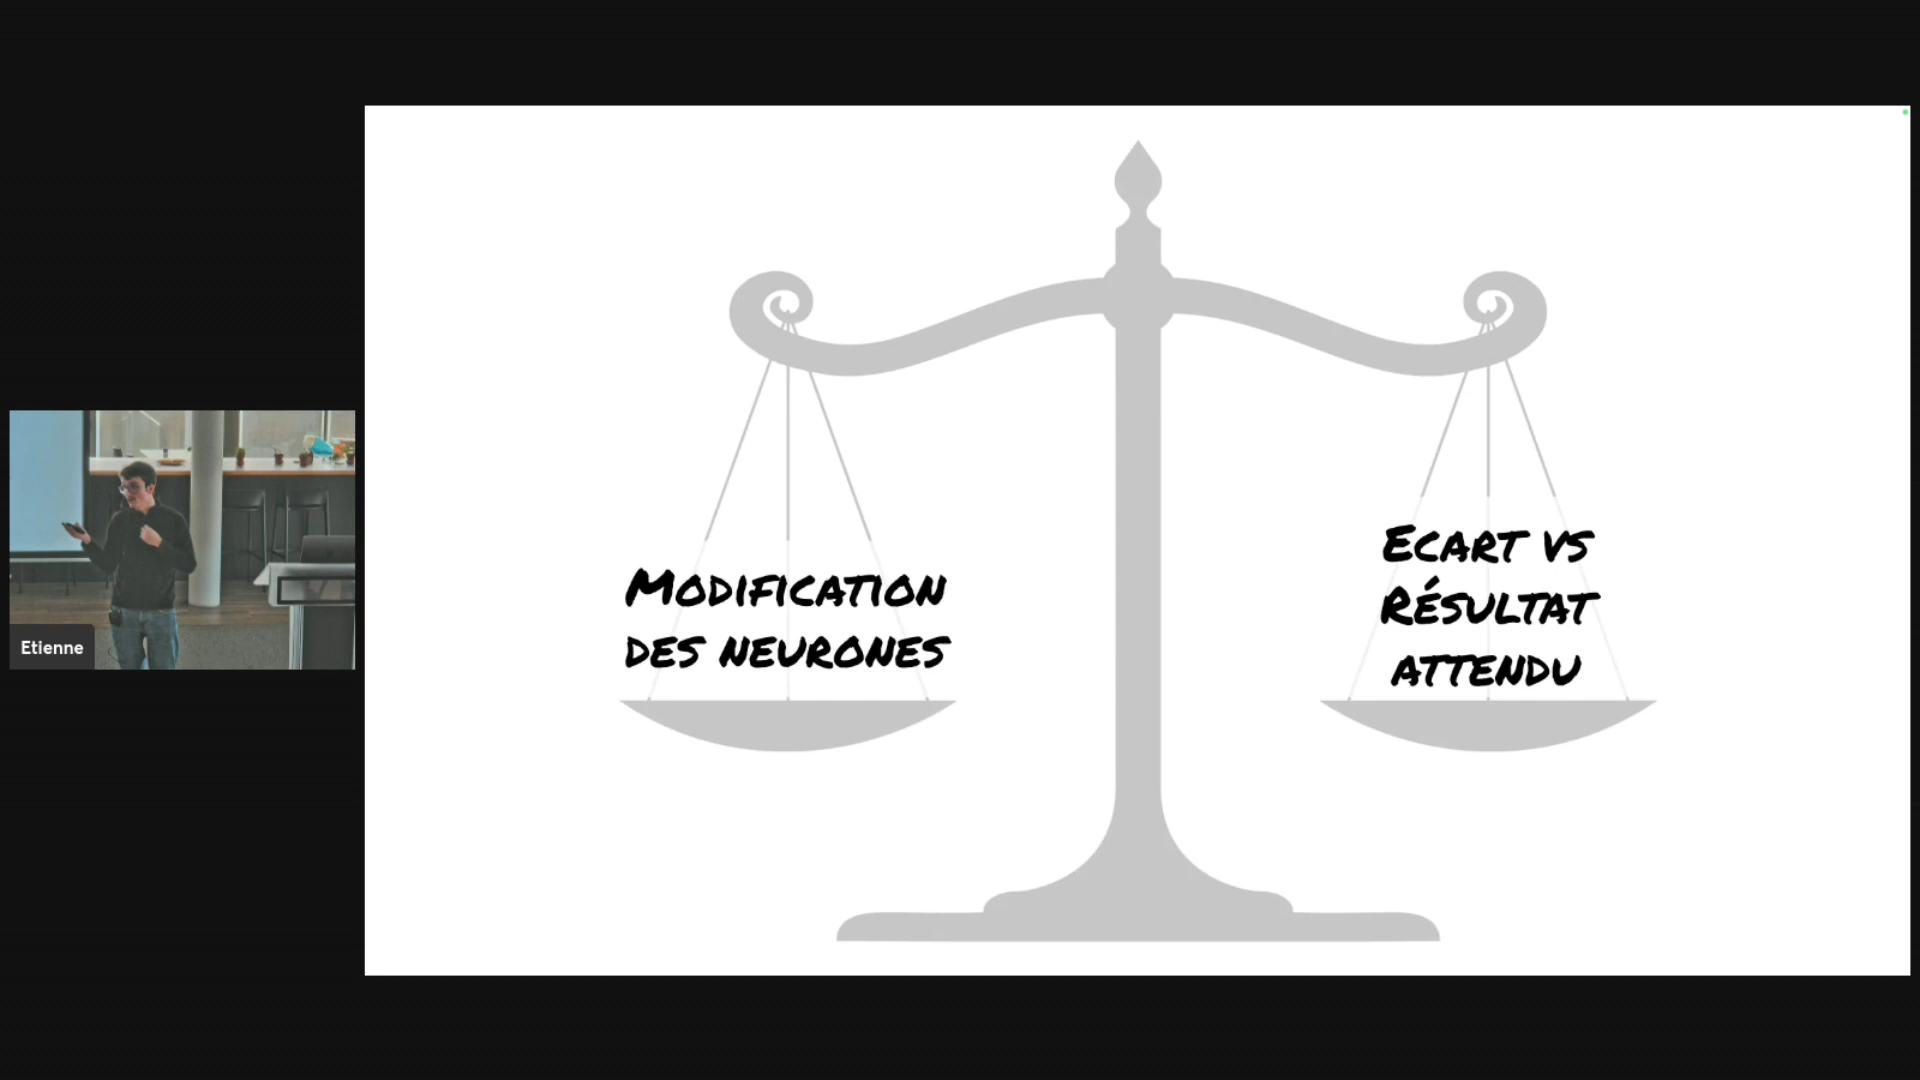 Modification
des neurones
Ecart vs
Résultat
attendu
Etienne